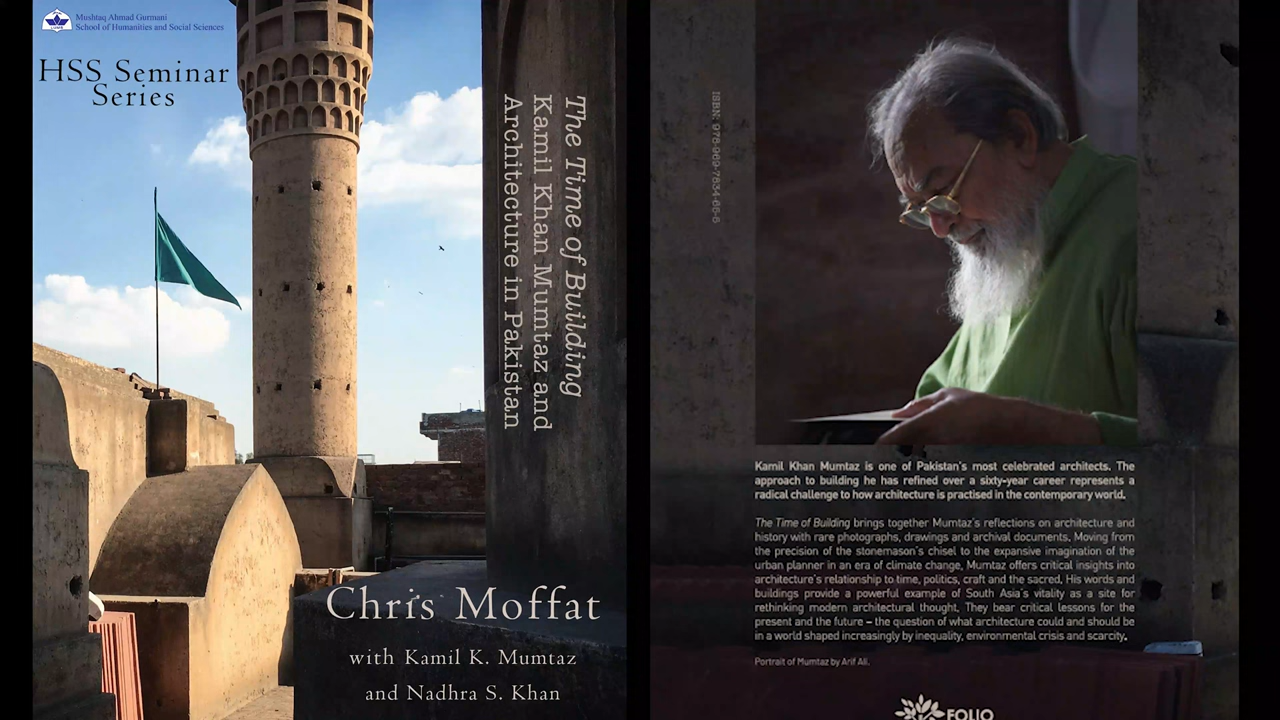 Mushtaq Ahmad Gurmani
School of Humanities and Social Sciences
HSS Seminar
Series
The Time of Building
Kamil Khan Mumtaz and
Architecture in Pakistan
Chris Moffat
with Kamil K. Mumtaz
and Nadhra S. Khan
ISBN: 978-969-7834-66-6
Kamil Khan Mumtaz is one of Pakistan's most celebrated architects. The
approach to building he has refined over a sixty-year career represents a
radical challenge to how architecture is practised in the contemporary world.
The Time of Building brings together Mumtaz's reflections on architecture and
history with rare photographs, drawings and archival documents. Moving from
the precision of the stonemason's chisel to the expansive imagination of the
urban planner in an era of climate change, Mumtaz offers critical insights into
architecture's relationship to time, politics, craft and the sacred. His words and
buildings provide a powerful example of South Asia's vitality as a site for
rethinking modern architectural thought. They bear critical lessons for the
present and the future – the question of what architecture could and should be
in a world shaped increasingly by inequality, environmental crisis and scarcity.
Portrait of Mumtaz by Arif Ali.
FOLIO